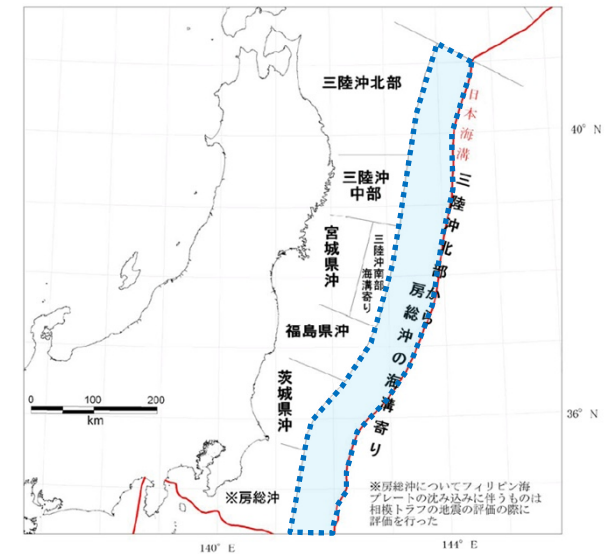 三陸沖北部
日本海溝
40° N
三陸沖
中部
三陸沖北部から
房総沖の海溝寄り
宮城県沖
三陸沖南部
海溝寄り
福島県沖
茨城県沖
0 100 200
km
36° N
※房総沖
※房総沖についてフィリピン海
プレートの沈み込みに伴うものは
相模トラフの地震の評価の際に
評価を行った
140° E
144° E